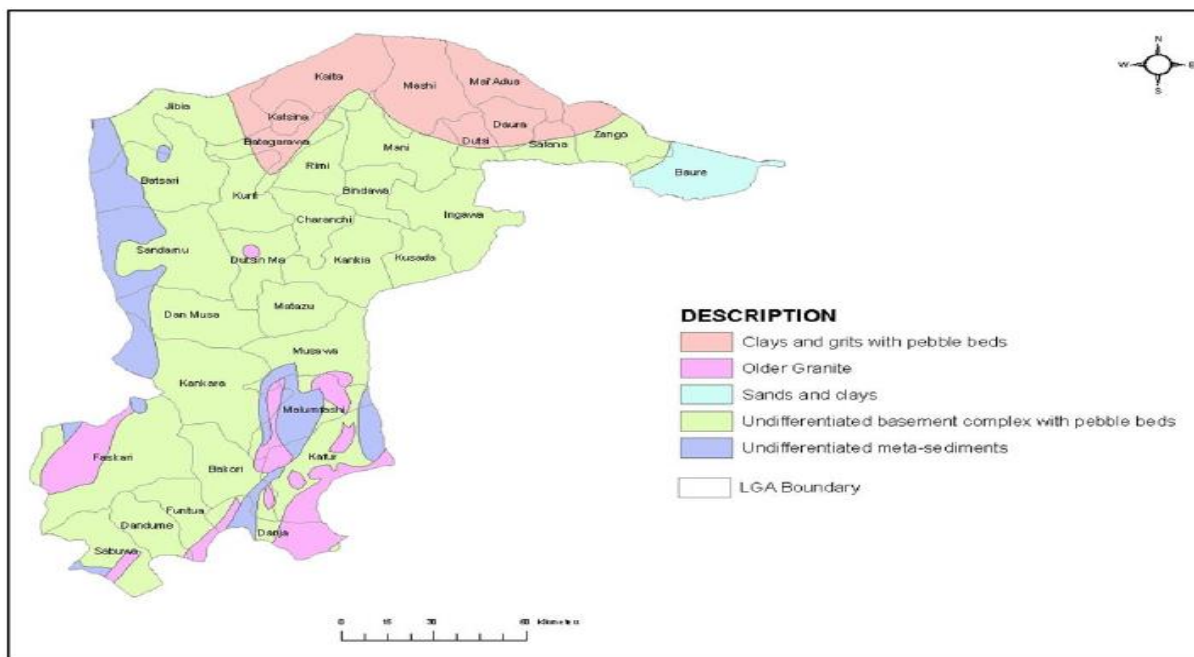 N
W
E
S
Kaita
Mashi
Mai'Adua
Jibia
Katsina
Daura
Batagarawa
Dutsi
Safana
Zango
Mani
Rimi
Baure
Batsari
Kurfi
Bindawa
Charanchi
Ingawa
Sandamu
Dutsin Ma
Kankia
Kusada
Matazu
Dan Musa
Musawa
Kankara
Malumfashi
Faskari
Bakori
Kafur
Funtua
Dandume
Danja
Sabuwa
DESCRIPTION
Clays and grits with pebble beds
Older Granite
Sands and clays
Undifferentiated basement complex with pebble beds
Undifferentiated meta-sediments
LGA Boundary
0 15 30 60 Kilometers